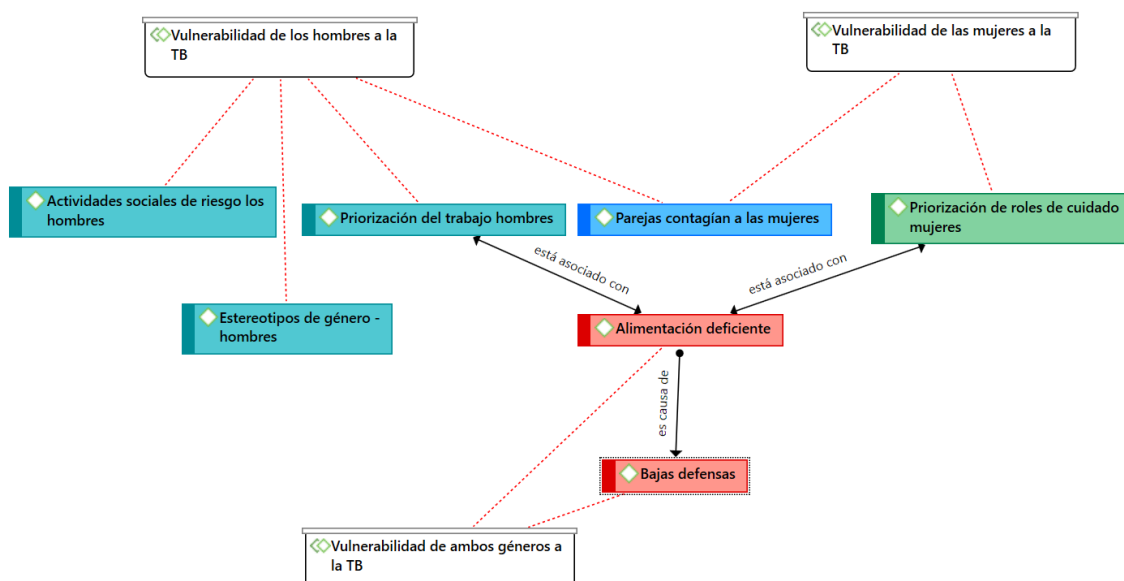 Vulnerabilidad de los hombres a la
TB
Vulnerabilidad de las mujeres a la
TB
Actividades sociales de riesgo los
hombres
Priorización del trabajo hombres
Parejas contagían a las mujeres
Priorización de roles de cuidado
mujeres
está asociado con
está asociado con
Estereotipos de género -
hombres
Alimentación deficiente
es causa de
Bajas defensas
Vulnerabilidad de ambos géneros a
la TB